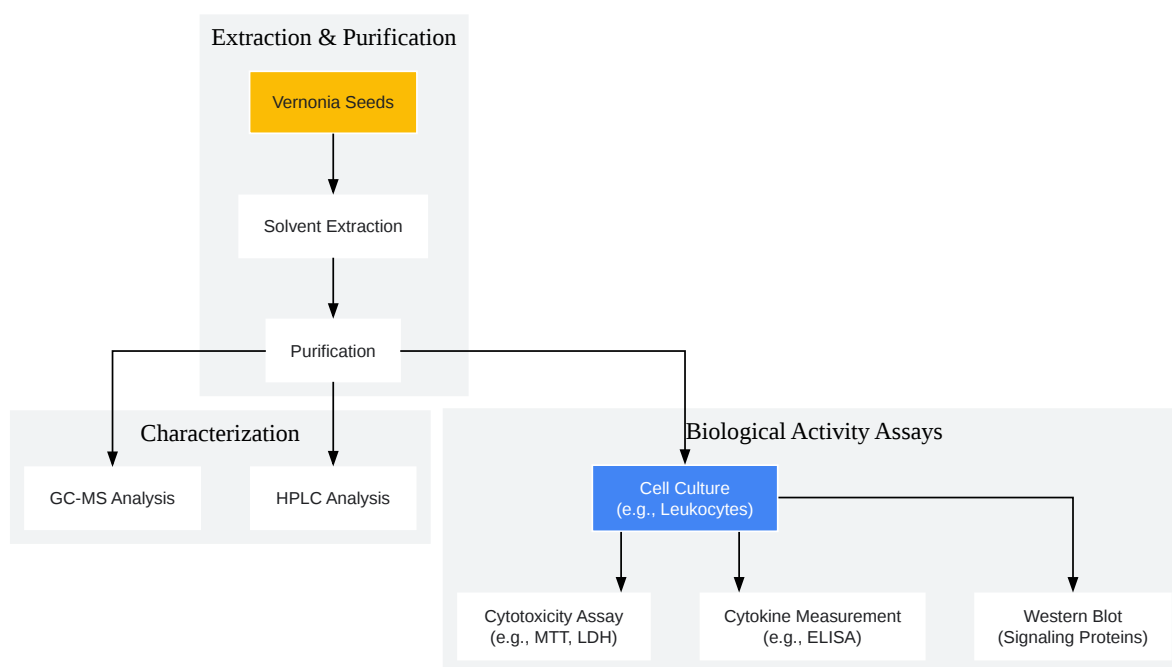 Extraction & Purification
Vernonia Seeds
Solvent Extraction
Purification
Characterization
GC-MS Analysis
HPLC Analysis
Biological Activity Assays
Cell Culture
(e.g., Leukocytes)
Cytotoxicity Assay
(e.g., MTT, LDH)
Cytokine Measurement
(e.g., ELISA)
Western Blot
(Signaling Proteins)